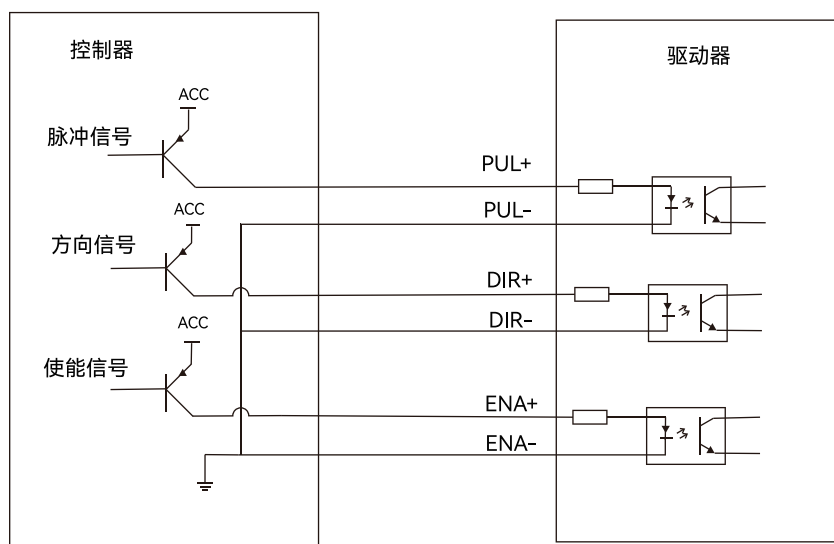 控制器
驱动器
ACC
脉冲信号
PUL+
PUL-
ACC
方向信号
DIR+
DIR-
ACC
使能信号
ENA+
ENA-